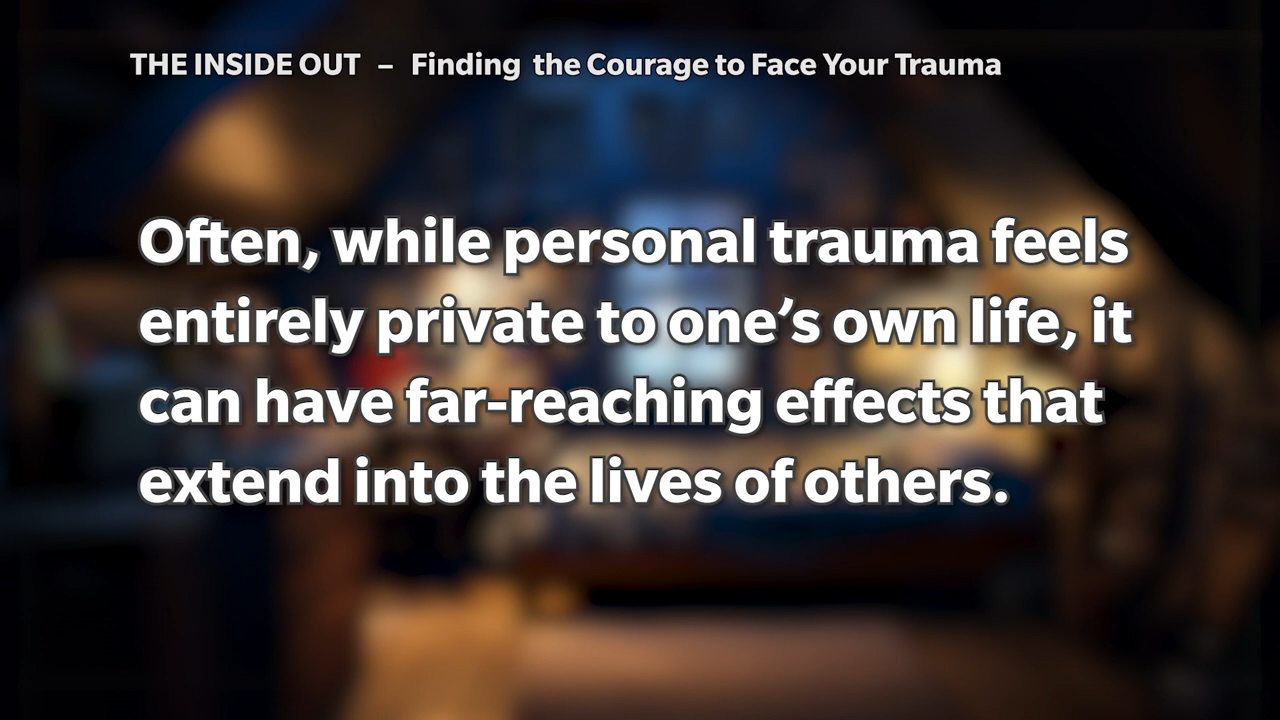 THE INSIDE OUT – Finding the Courage to Face Your Trauma
Often, while personal trauma feels
entirely private to one’s own life, it
can have far-reaching effects that
extend into the lives of others.